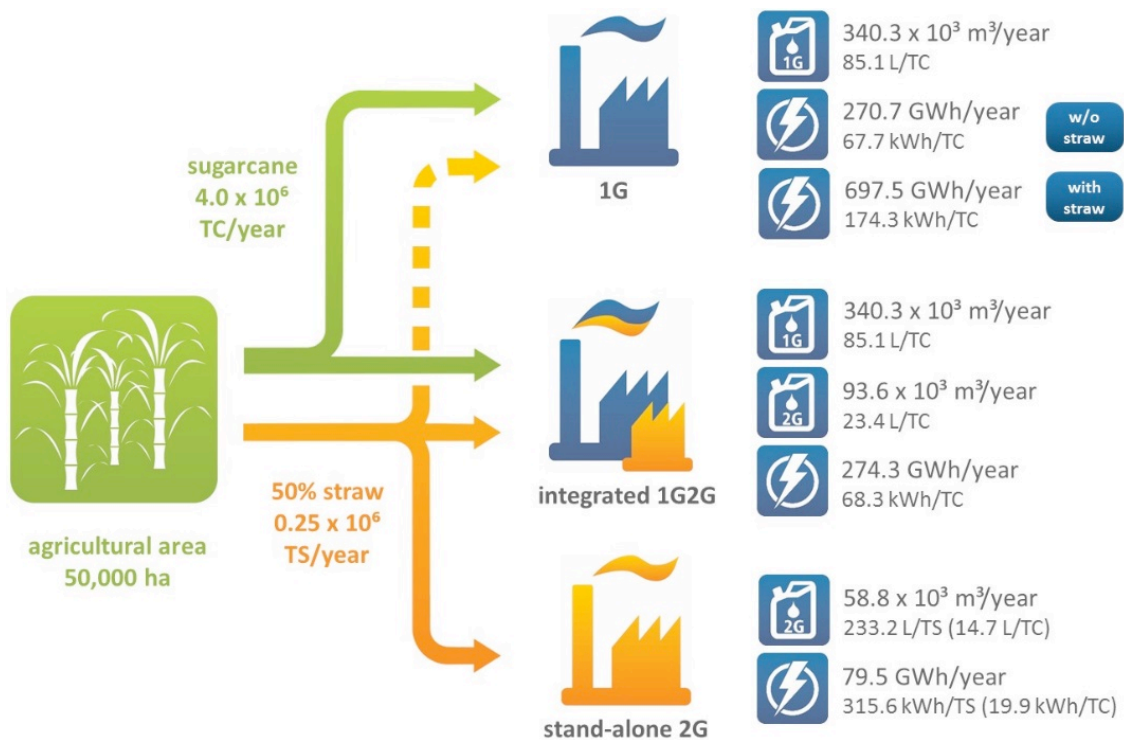 sugarcane
4.0 x 10⁶
TC/year
agricultural area
50,000 ha
50% straw
0.25 x 10⁶
TS/year
1G
1G
340.3 x 10³ m³/year
85.1 L/TC
270.7 GWh/year
67.7 kWh/TC
w/o
straw
697.5 GWh/year
174.3 kWh/TC
with
straw
integrated 1G2G
1G
340.3 x 10³ m³/year
85.1 L/TC
2G
93.6 x 10³ m³/year
23.4 L/TC
274.3 GWh/year
68.3 kWh/TC
stand-alone 2G
2G
58.8 x 10³ m³/year
233.2 L/TS (14.7 L/TC)
79.5 GWh/year
315.6 kWh/TS (19.9 kWh/TC)